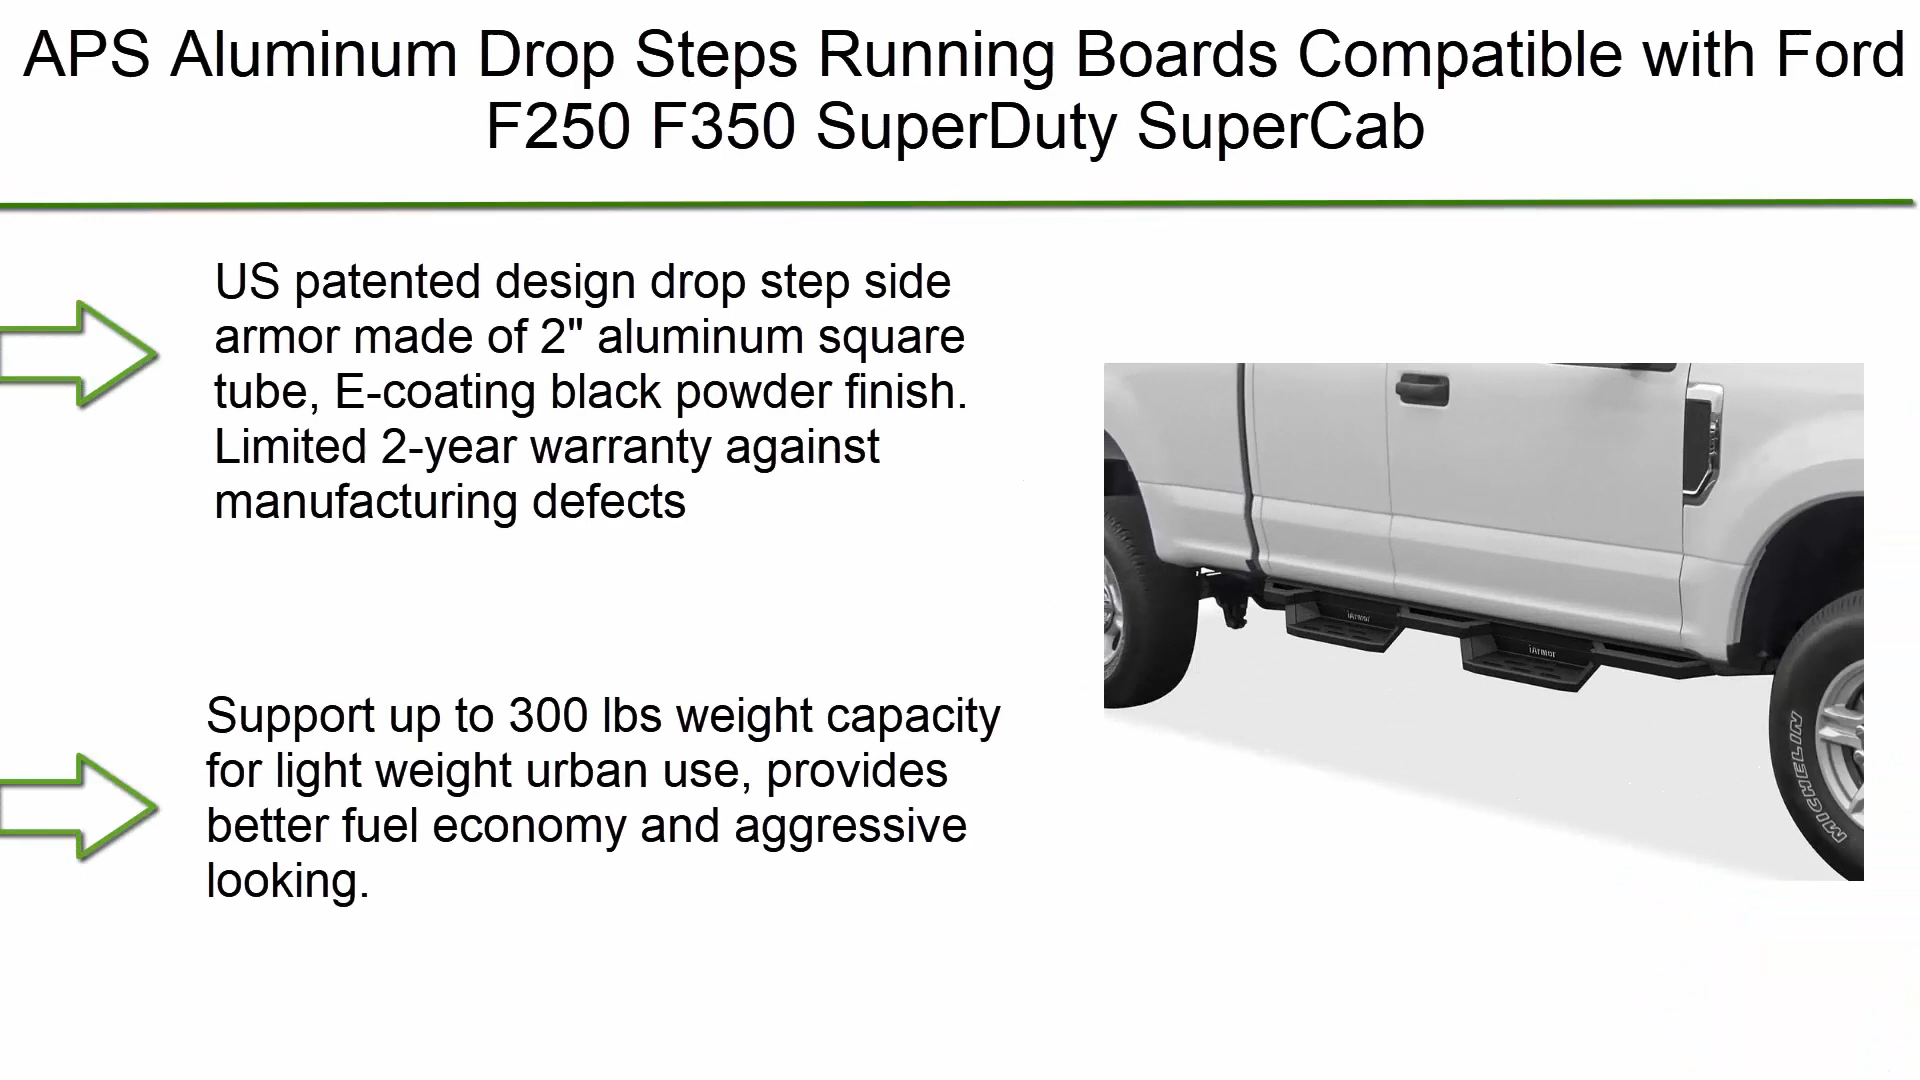 APS Aluminum Drop Steps Running Boards Compatible with Ford
F250 F350 SuperDuty SuperCab
US patented design drop step side
armor made of 2" aluminum square
tube, E-coating black powder finish.
Limited 2-year warranty against
manufacturing defects
Support up to 300 lbs weight capacity
for light weight urban use, provides
better fuel economy and aggressive
looking.
iArmor
iArmor
MICHELIN